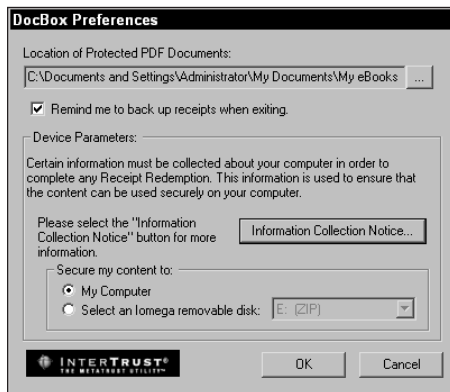 DocBox Preferences
Location of Protected PDF Documents:
C:\Documents and Settings\Administrator\My Documents\My eBooks
...
Remind me to back up receipts when exiting.
Device Parameters:
Certain information must be collected about your computer in order to
complete any Receipt Redemption. This information is used to ensure that
the content can be used securely on your computer.
Please select the "Information
Collection Notice" button for more
information.
Information Collection Notice...
Secure my content to:
My Computer
Select an Iomega removable disk:
E: (ZIP)
INTERTRUST®
THE METATRUST UTILITY™
OK
Cancel